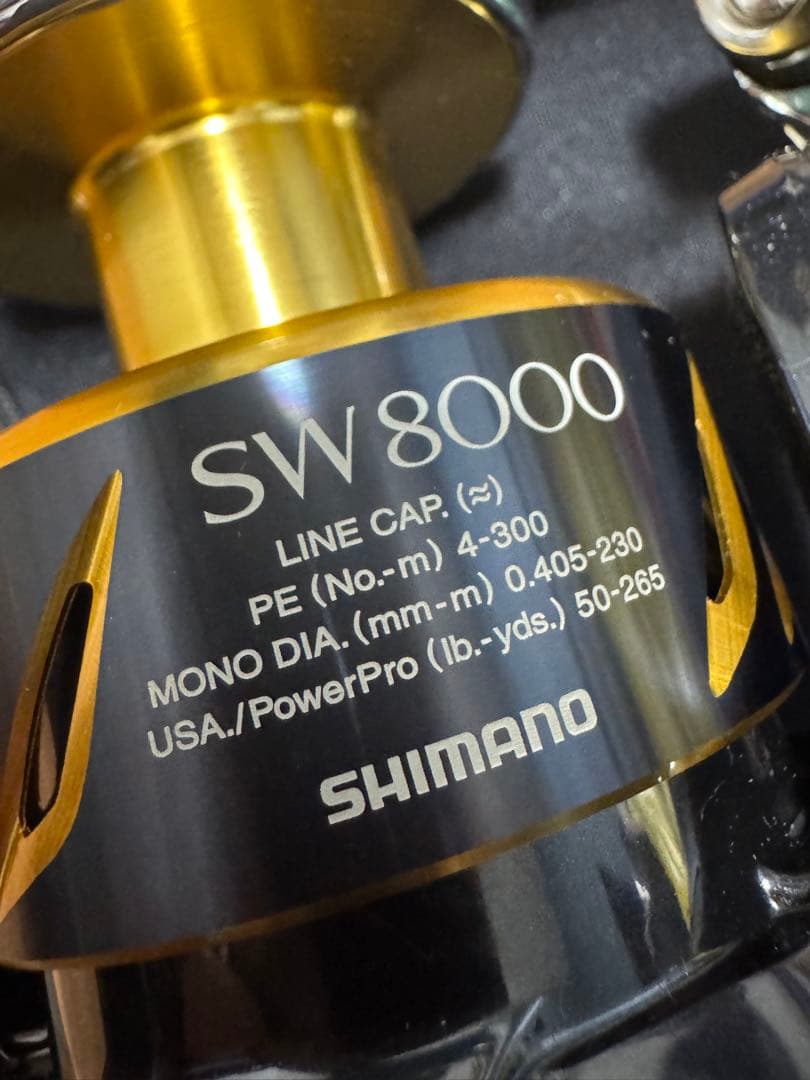 SW 8000
LINE CAP. (≈)
PE (No.-m) 4-300
MONO DIA. (mm-m) 0.405-230
USA./PowerPro (lb.-yds.) 50-265
SHIMANO